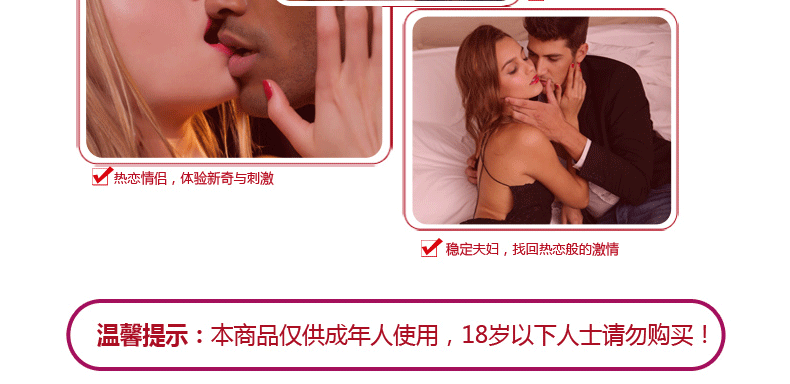 热恋情侣，体验新奇与刺激
稳定夫妇，找回热恋般的激情
温馨提示：本商品仅供成年人使用，18岁以下人士请勿购买！